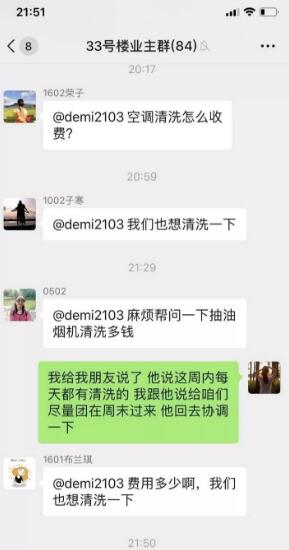 21:51
8
33号楼业主群(84)
20:17
1602荣子
@demi2103 空调清洗怎么收
费?
20:59
1002子寒
@demi2103 我们也想清洗一下
21:29
0502
@demi2103 麻烦帮问一下抽油
烟机清洗多钱
我给我朋友说了 他说这周内每
天都有清洗的 我跟他说给咱们
尽量团在周末过来 他回去协调
一下
1601布兰琪
@demi2103 费用多少啊，我们
也想清洗一下
21:50